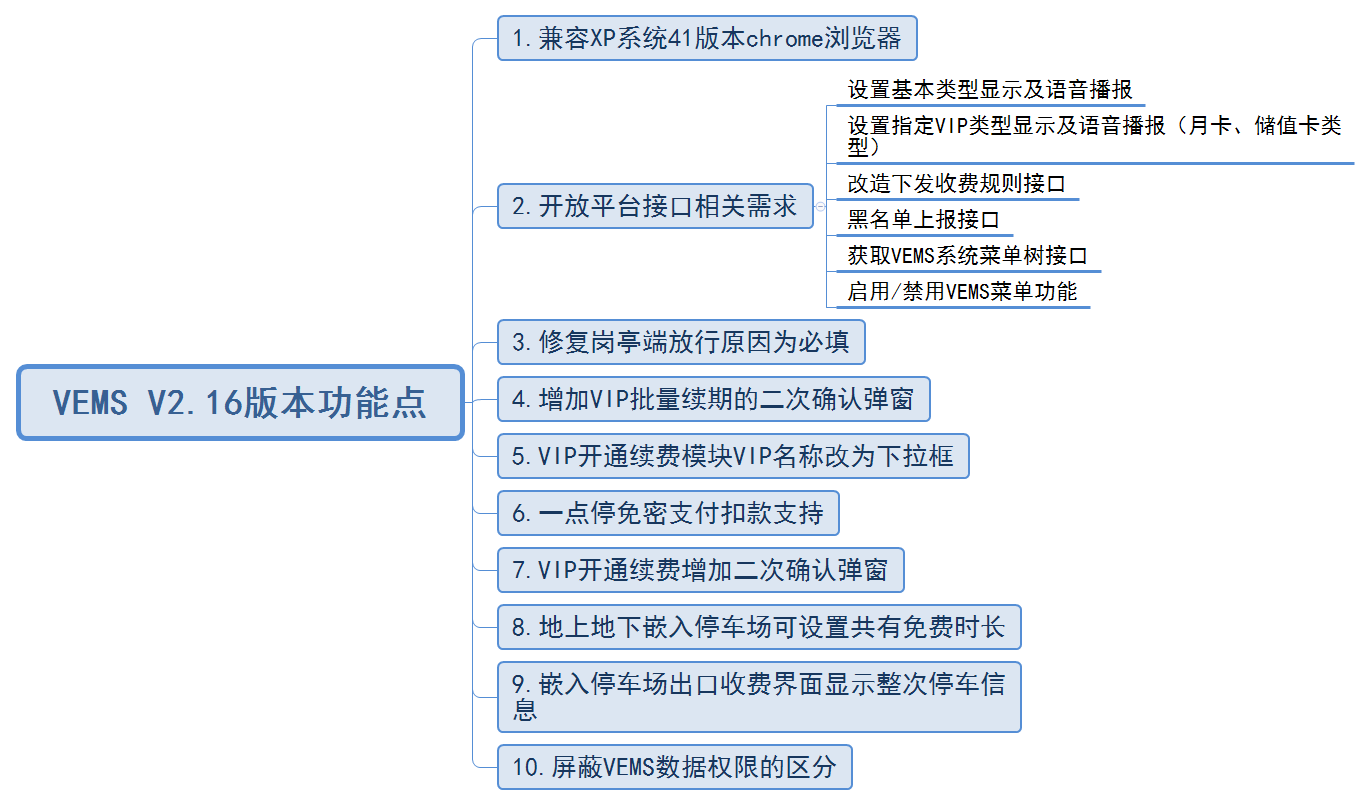 1.兼容XP系统41版本chrome浏览器
设置基本类型显示及语音播报
设置指定VIP类型显示及语音播报（月卡、储值卡类
型）
改造下发收费规则接口
2.开放平台接口相关需求
黑名单上报接口
获取VEMS系统菜单树接口
启用/禁用VEMS菜单功能
3.修复岗亭端放行原因为必填
VEMS V2.16版本功能点
4.增加VIP批量续期的二次确认弹窗
5.VIP开通续费模块VIP名称改为下拉框
6.一点停免密支付扣款支持
7.VIP开通续费增加二次确认弹窗
8.地上地下嵌入停车场可设置共有免费时长
9.嵌入停车场出口收费界面显示整次停车信
息
10.屏蔽VEMS数据权限的区分